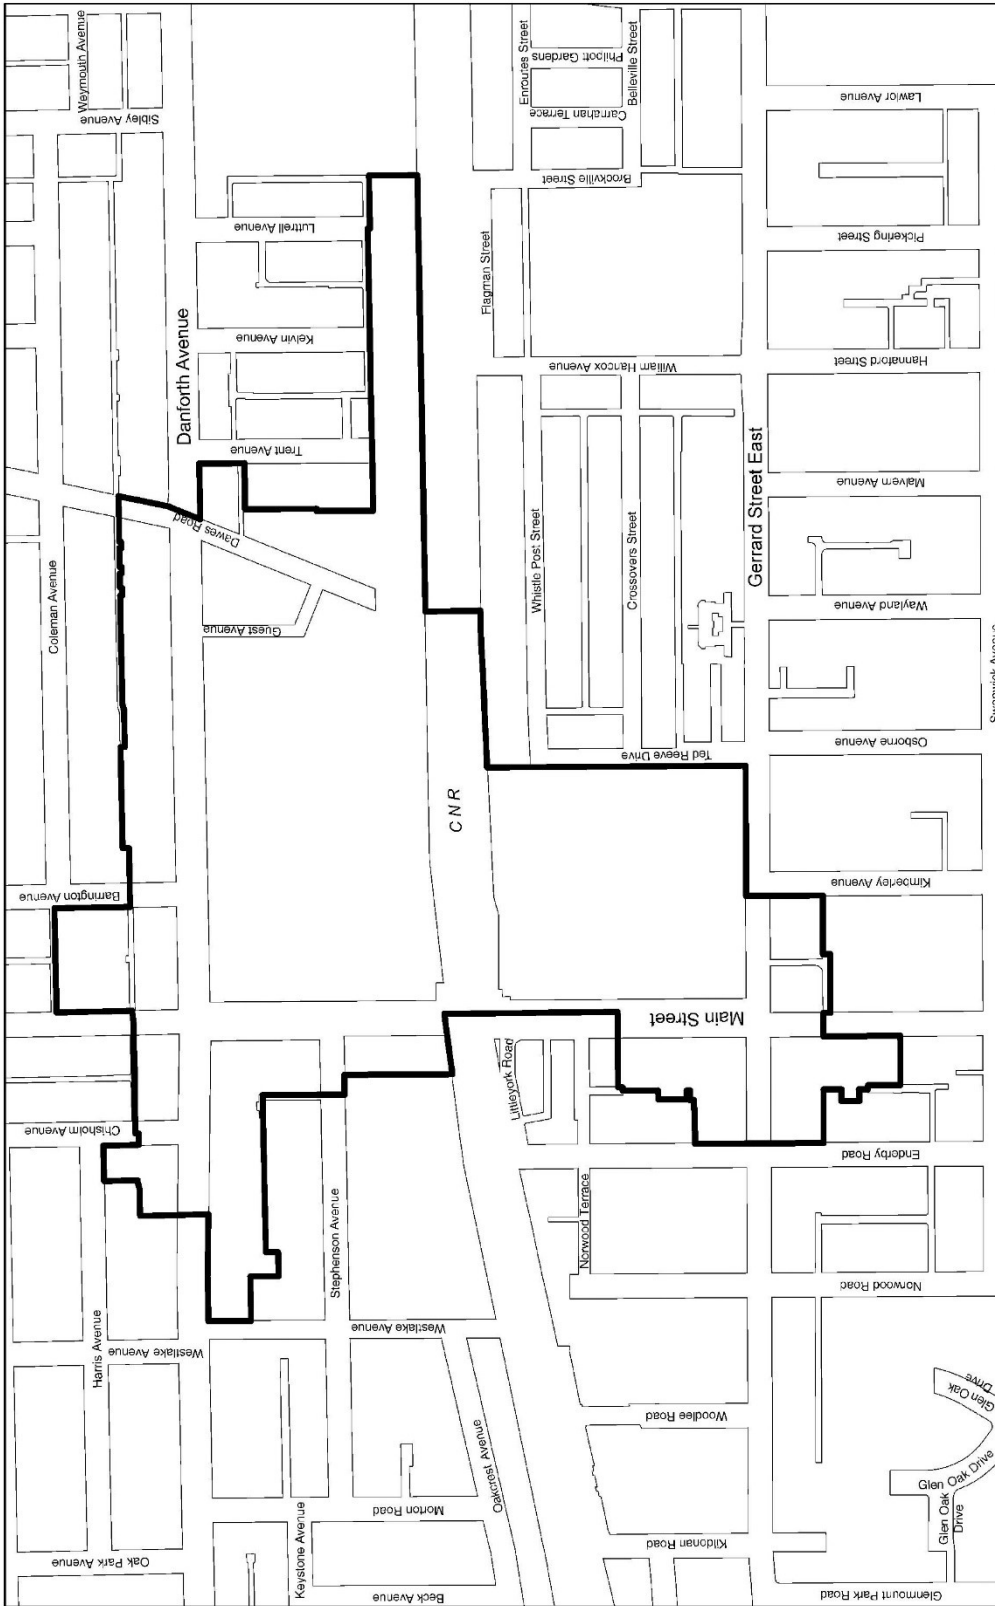 Weymouth Avenue
Sibley Avenue
Danforth Avenue
Luttrell Avenue
Kelvin Avenue
Trent Avenue
Coleman Avenue
Dawes Road
Guest Avenue
Barrington Avenue
Chisholm Avenue
Harris Avenue
Westlake Avenue
Oak Park Avenue
Keystone Avenue
Stephenson Avenue
Westlake Avenue
Morton Road
Beck Avenue
Oakcrest Avenue
CNR
Enroutes Street
Philpott
Gardens
Belleville Street
Carnahan Terrace
Brockville Street
Flagman Street
William Hancox Avenue
Whistle Post Street
Crossovers Street
Ted Reeve Drive
Gerrard Street East
Main Street
Littleyork Road
Norwood Terrace
Lawlor Avenue
Pickering Street
Hannaford Street
Malvern Avenue
Wayland Avenue
Osborne Avenue
Swanwick Avenue
Kimberley Avenue
Enderby Road
Norwood Road
Woodlee Road
Kildonan Road
Glen Oak
Drive
Glen Oak Drive
Glen Oak
Drive
Glenmount Park Road